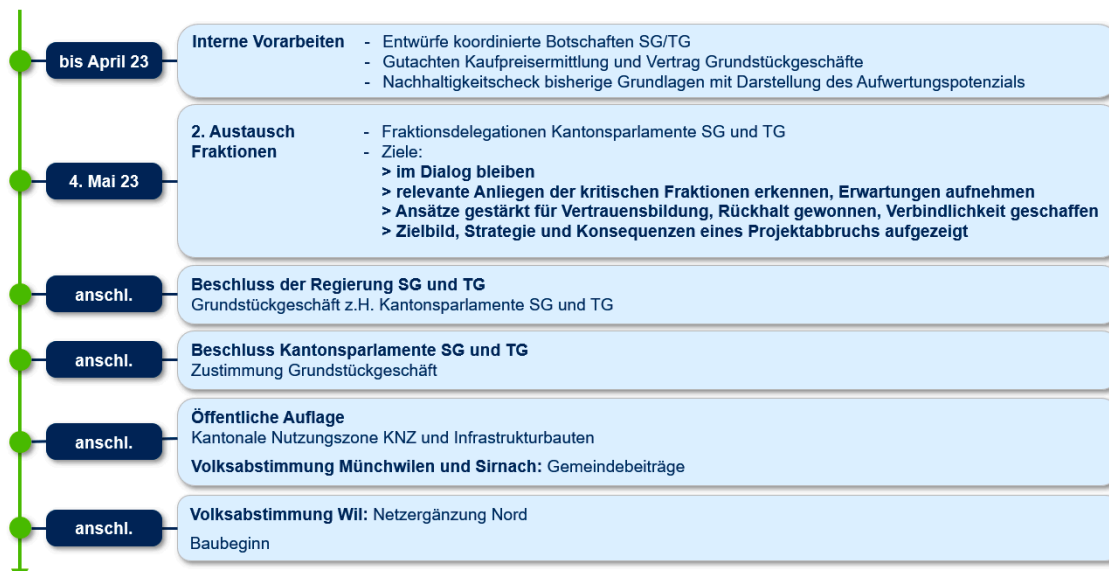 bis April 23
Interne Vorarbeiten - Entwürfe koordinierte Botschaften SG/TG
- Gutachten Kaufpreisermittlung und Vertrag Grundstückgeschäfte
- Nachhaltigkeitscheck bisherige Grundlagen mit Darstellung des Aufwertungspotenzials
4. Mai 23
2. Austausch - Fraktionsdelegationen Kantonsparlamente SG und TG
Fraktionen - Ziele:
> im Dialog bleiben
> relevante Anliegen der kritischen Fraktionen erkennen, Erwartungen aufnehmen
> Ansätze gestärkt für Vertrauensbildung, Rückhalt gewonnen, Verbindlichkeit geschaffen
> Zielbild, Strategie und Konsequenzen eines Projektabbruchs aufgezeigt
anschl.
Beschluss der Regierung SG und TG
Grundstückgeschäft z.H. Kantonsparlamente SG und TG
anschl.
Beschluss Kantonsparlamente SG und TG
Zustimmung Grundstückgeschäft
anschl.
Öffentliche Auflage
Kantonale Nutzungszone KNZ und Infrastrukturbauten
Volksabstimmung Münchwilen und Sirnach: Gemeindebeiträge
anschl.
Volksabstimmung Wil: Netzergänzung Nord
Baubeginn